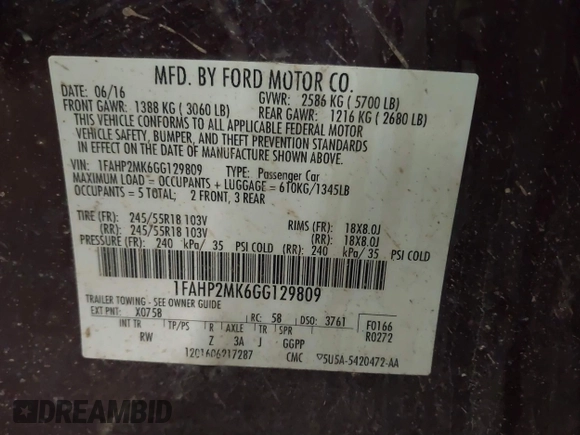 MFD. BY FORD MOTOR CO.
DATE: 06/16 GVWR: 2586 KG ( 5700 LB)
FRONT GAWR: 1388 KG ( 3060 LB) REAR GAWR: 1216 KG ( 2680 LB)
THIS VEHICLE CONFORMS TO ALL APPLICABLE FEDERAL MOTOR
VEHICLE SAFETY, BUMPER, AND THEFT PREVENTION STANDARDS
IN EFFECT ON THE DATE OF MANUFACTURE SHOWN ABOVE.
VIN: 1FAHP2MK6GG129809 TYPE: Passenger Car
MAXIMUM LOAD = OCCUPANTS + LUGGAGE = 610KG/1345LB
OCCUPANTS = 5 TOTAL; 2 FRONT, 3 REAR
TIRE (FR): 245/55R18 103V RIMS (FR): 18X8.0J
(RR): 245/55R18 103V (RR): 18X8.0J
PRESSURE (FR): 240 kPa/ 35 PSI COLD (RR): 240 kPa/ 35 PSI COLD
1FAHP2MK6GG129809
TRAILER TOWING - SEE OWNER GUIDE
EXT PNT: X0758 RC: 58 DSO: 3761 F0166
INT TR TP/PS R AXLE TR SPR R0272
RW Z 3A J GGPP
1201606217287 CMC 5U5A-5420472-AA
DREAMBID